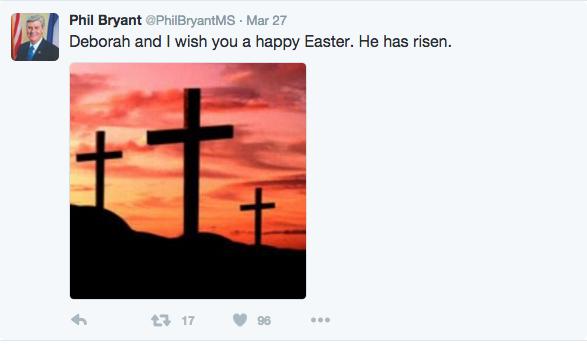 Phil Bryant @PhilBryantMS · Mar 27
Deborah and I wish you a happy Easter. He has risen.
17 96